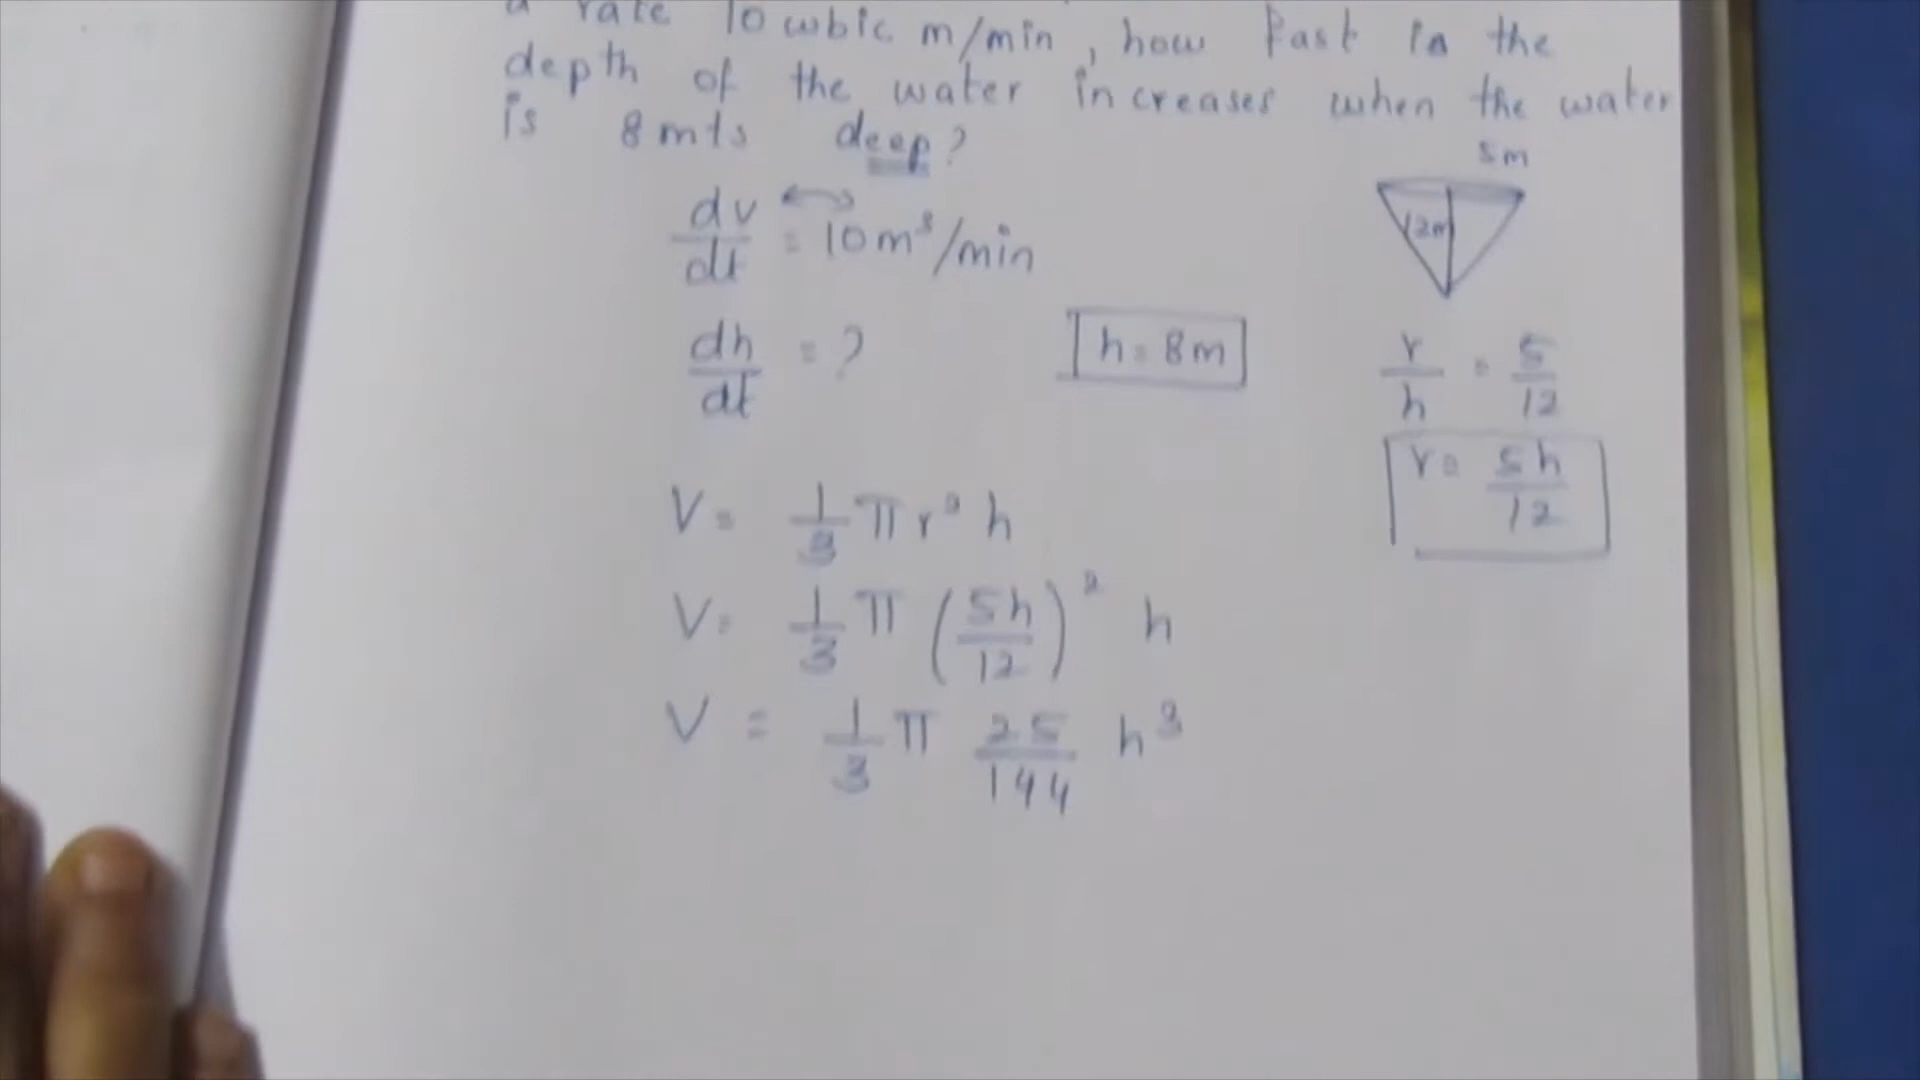 a rate 10 cubic m/min, how fast is the
depth of the water increases when the water
is 8mts deep?
5m
12m
dv/dt = 10m³/min
dh/dt = ?
h = 8m
r/h = 5/12
r = 5h/12
V = 1/3 π r² h
V = 1/3 π (5h/12)² h
V = 1/3 π 25/144 h³